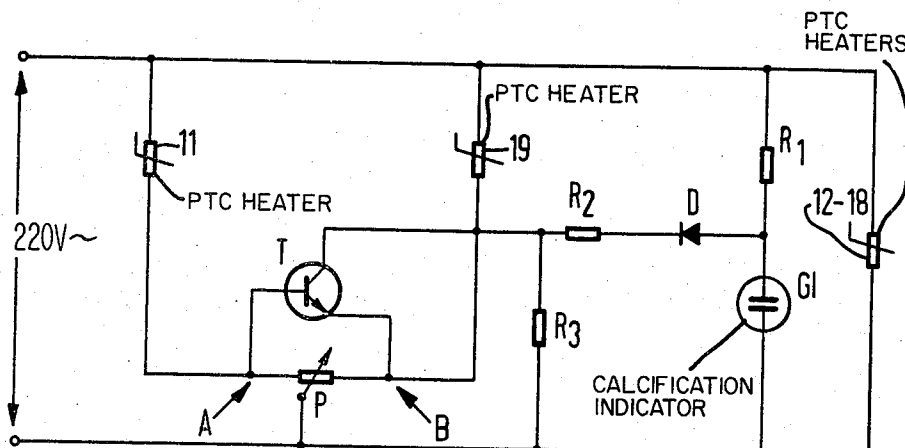 PTC
HEATERS
PTC HEATER
11
19
R1
PTC HEATER
R2
D
12-18
220V~
T
GI
R3
CALCIFICATION
INDICATOR
A
P
B